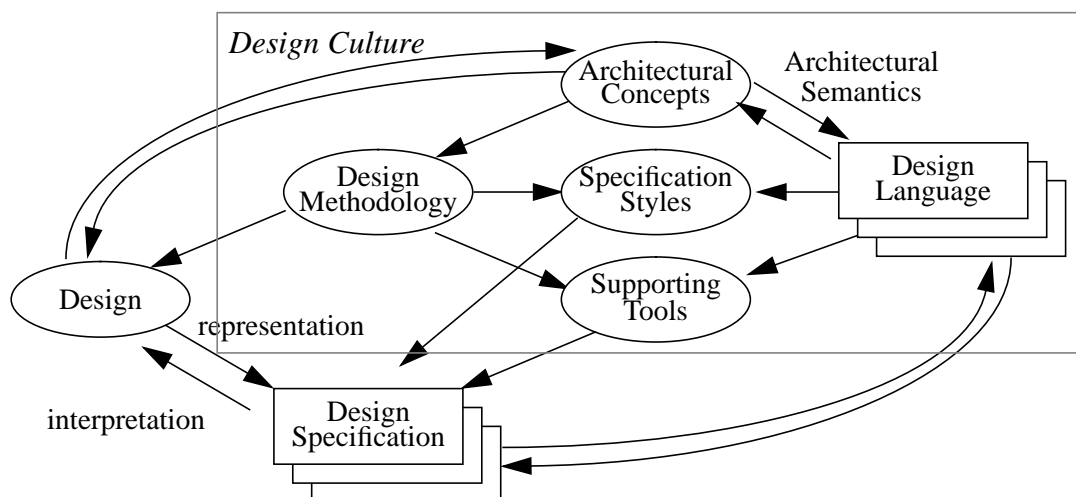 Design Culture
Architectural
Concepts
Architectural
Semantics
Design
Methodology
Specification
Styles
Design
Language
Design
Supporting
Tools
representation
interpretation
Design
Specification